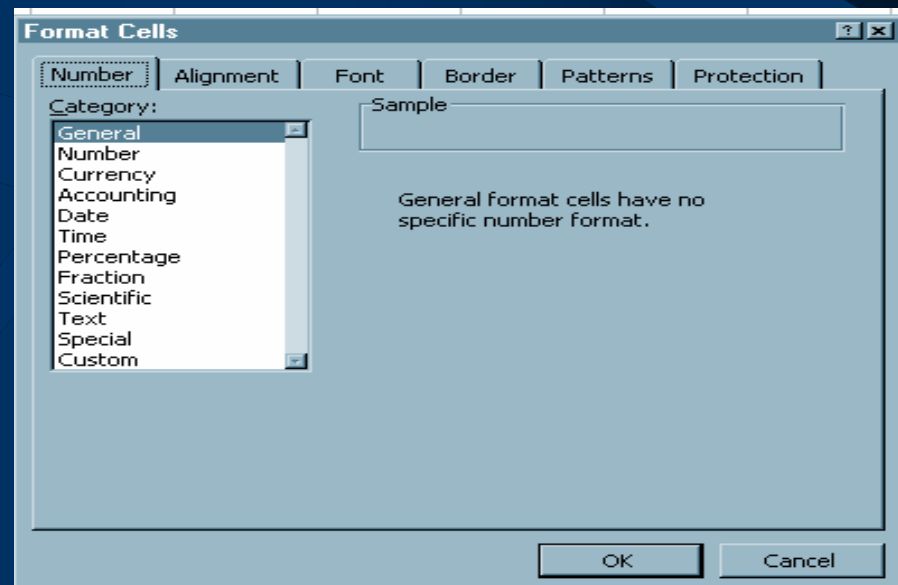 Format Cells
Number Alignment Font Border Patterns Protection
Category:
General
Number
Currency
Accounting
Date
Time
Percentage
Fraction
Scientific
Text
Special
Custom
Sample
General format cells have no
specific number format.
OK Cancel